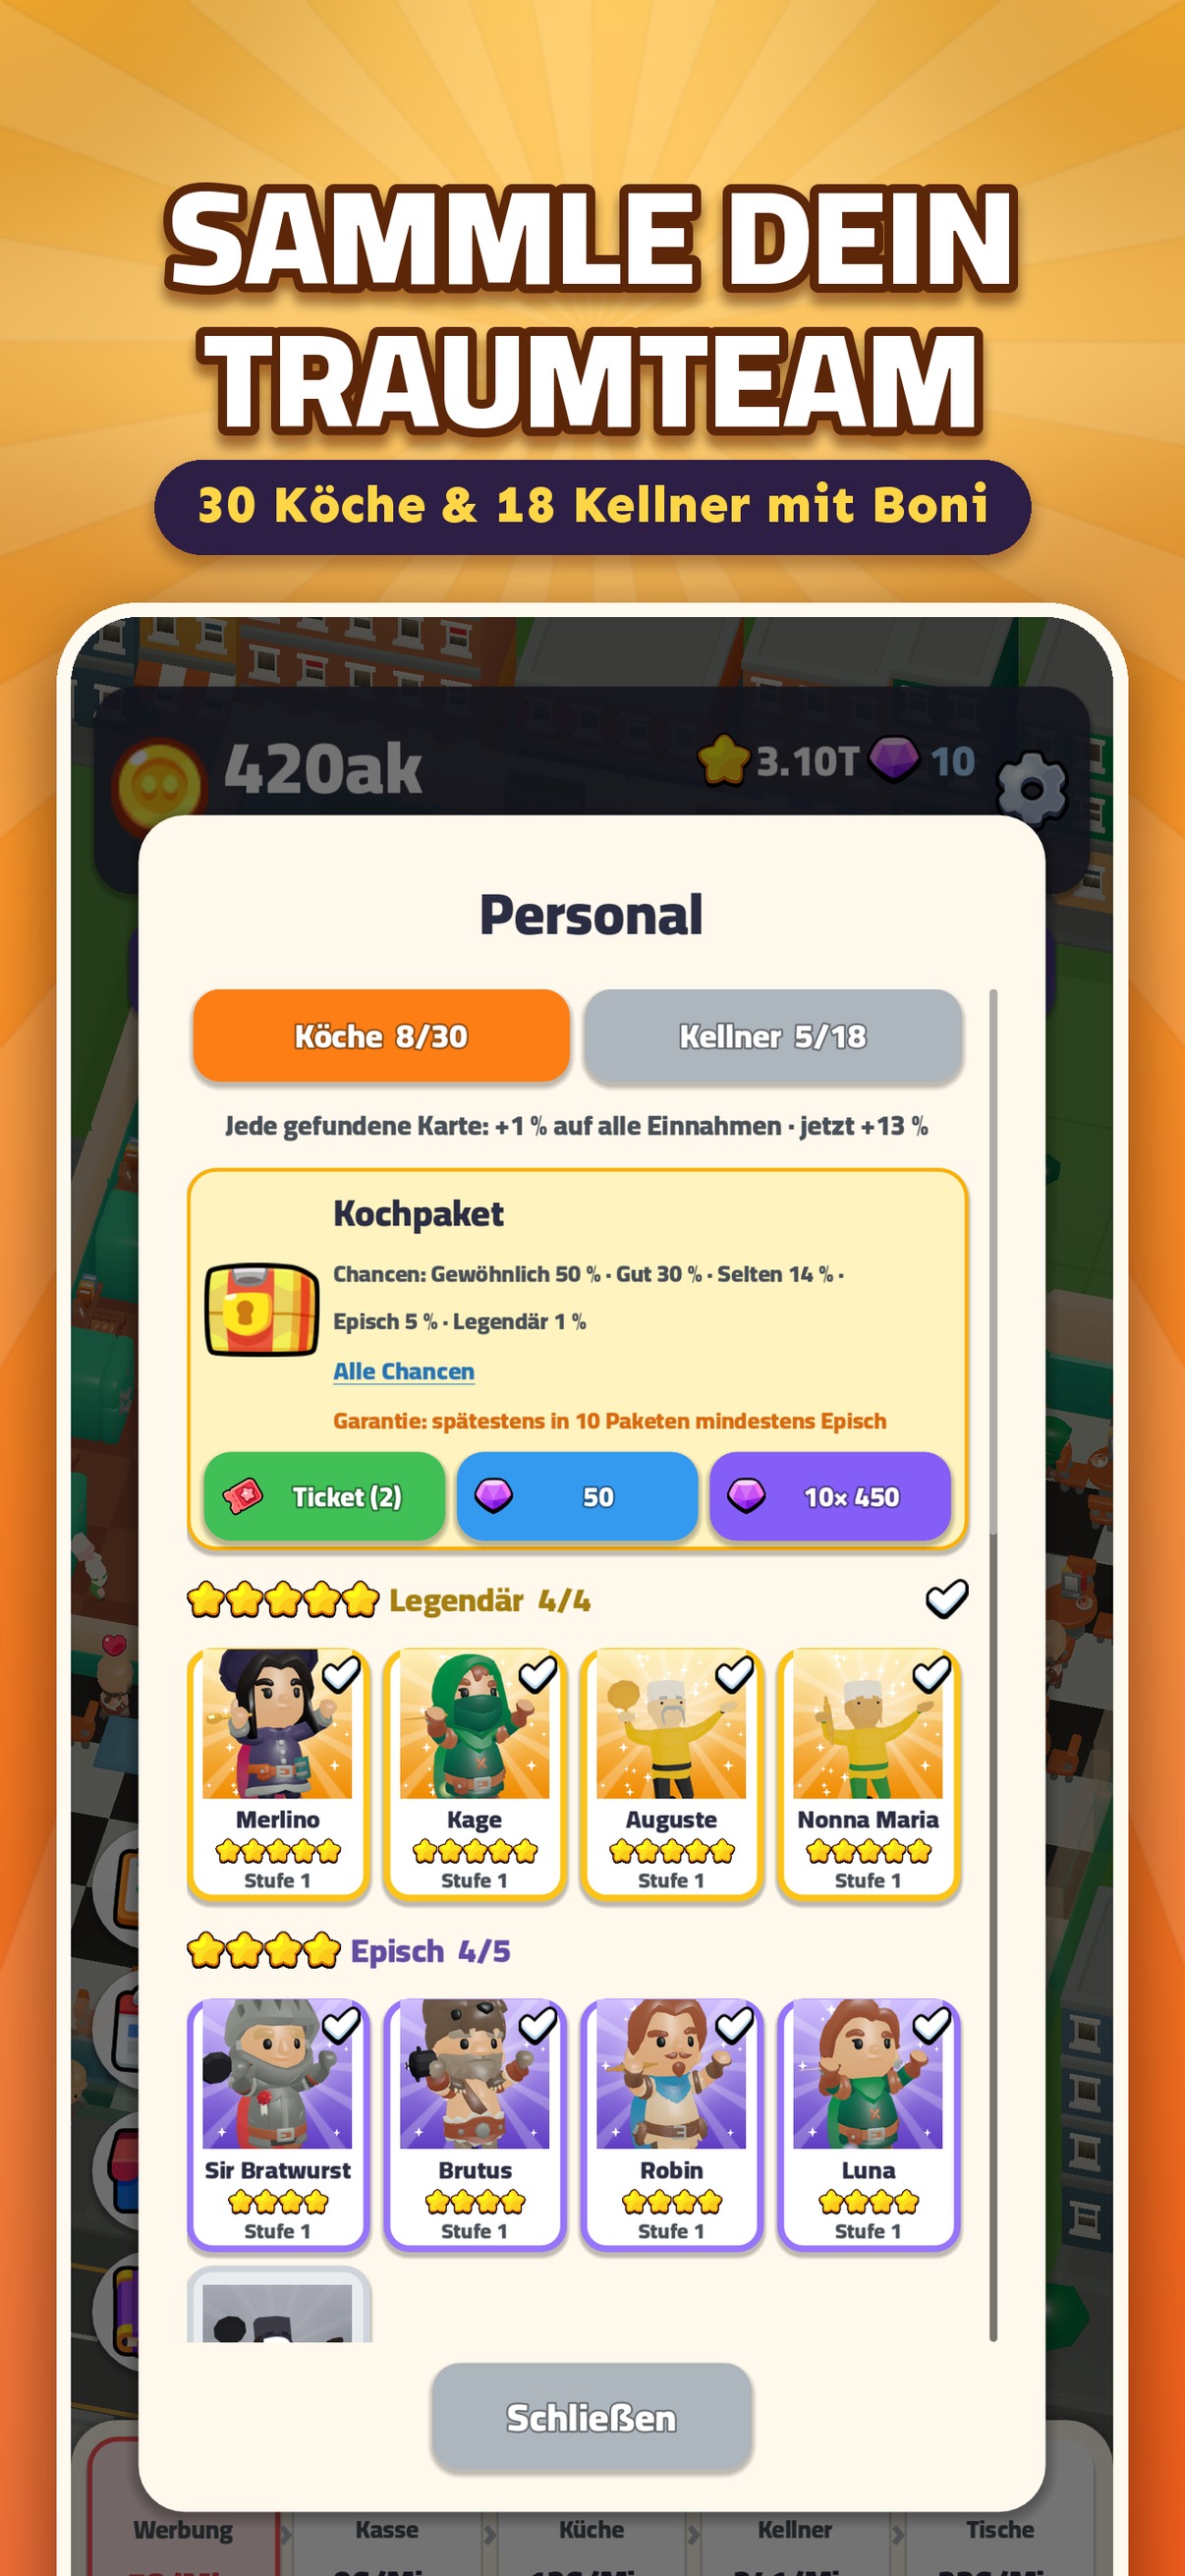 SAMMLE DEIN
TRAUMTEAM
30 Köche & 18 Kellner mit Boni
420ak
3.10T
10
Personal
Köche 8/30
Kellner 5/18
Jede gefundene Karte: +1 % auf alle Einnahmen · jetzt +13 %
Kochpaket
Chancen: Gewöhnlich 50 % · Gut 30 % · Selten 14 % ·
Episch 5 % · Legendär 1 %
Alle Chancen
Garantie: spätestens in 10 Paketen mindestens Episch
Ticket (2)
50
10× 450
Legendär 4/4
Merlino
Kage
Auguste
Nonna Maria
Stufe 1
Stufe 1
Stufe 1
Stufe 1
Episch 4/5
Sir Bratwurst
Brutus
Robin
Luna
Stufe 1
Stufe 1
Stufe 1
Stufe 1
Schließen
Werbung
Kasse
Küche
Kellner
Tische